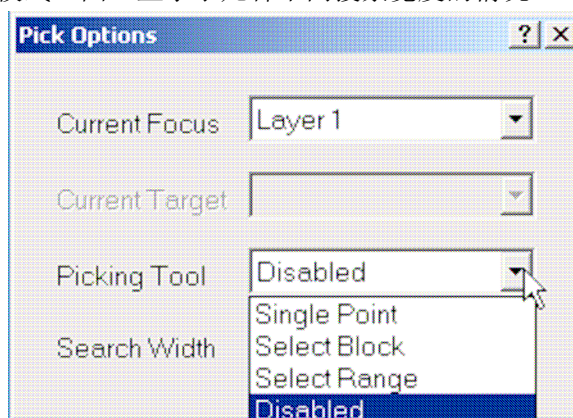 Pick Options
Current Focus Layer 1
Current Target
Picking Tool Disabled
Single Point
Search Width Select Block
Select Range
Disabled